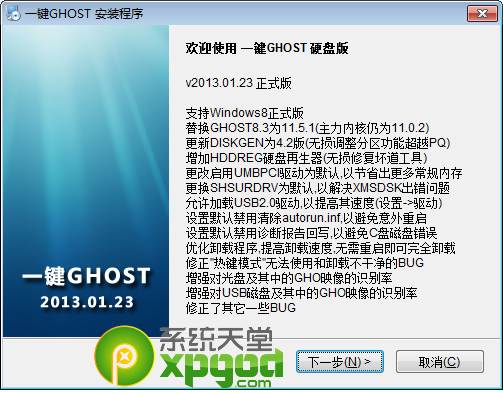 一键GHOST 安装程序
欢迎使用 一键GHOST 硬盘版
v2013.01.23 正式版
支持Windows8正式版
替换GHOST8.3为11.5.1(主力内核仍为11.0.2)
更新DISKGEN为4.2版(无损调整分区功能超越PQ)
增加HDDREG硬盘再生器(无损修复坏道工具)
更改启用UMBPCI驱动为默认,以节省出更多常规内存
更换SHSURDRV为默认,以解决XMSDSK出错问题
允许加载USB2.0驱动,以提高其速度(设置->驱动)
设置默认禁用清除autorun.inf,以避免意外重启
设置默认禁用诊断报告回写,以避免C盘磁盘错误
优化卸载程序,提高卸载速度,无需重启即可完全卸载
修正"热键模式"无法使用和卸载不干净的BUG
增强对光盘及其中的GHO映像的识别率
增强对USB磁盘及其中的GHO映像的识别率
修正了其它一些BUG
一键GHOST
2013.01.23
系统天堂
xpgod.com
下一步(N) >
取消(C)